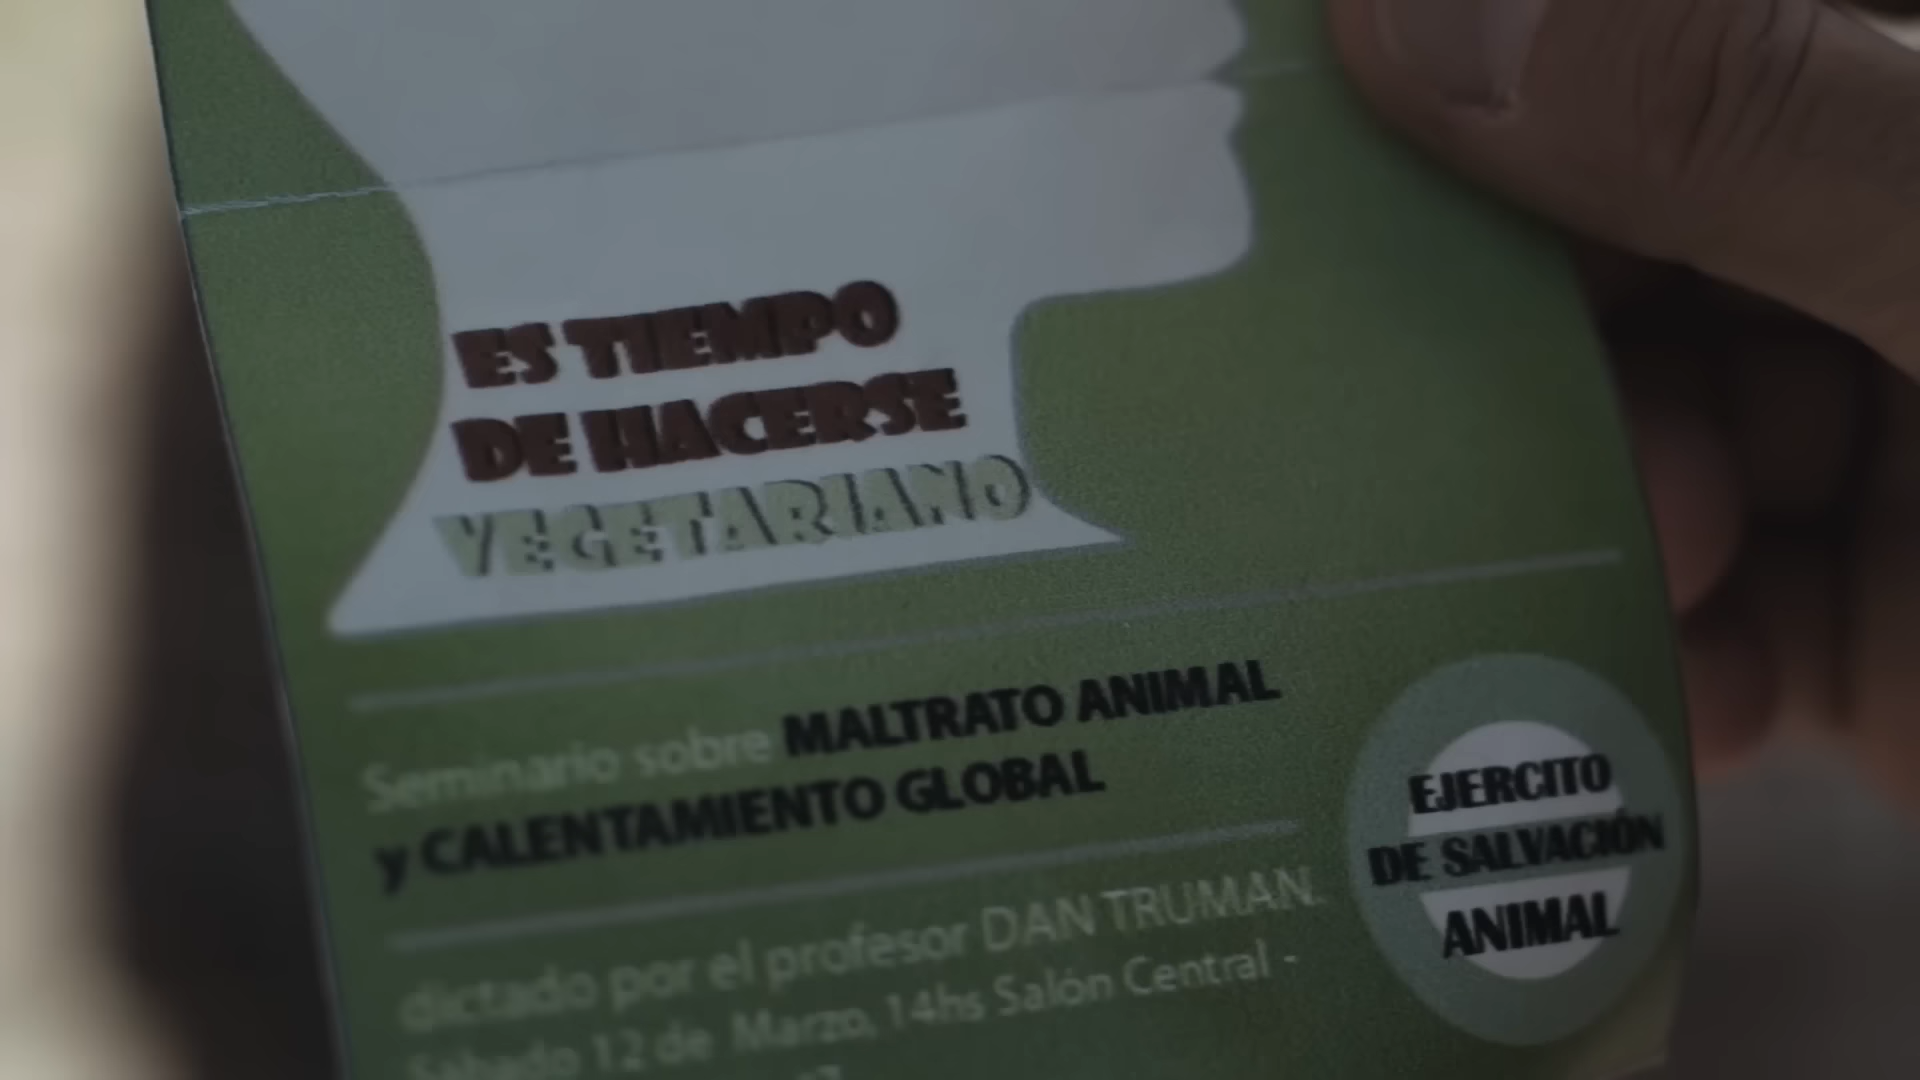 ES TIEMPO
DE HACERSE
VEGETARIANO
Seminario sobre MALTRATO ANIMAL
y CALENTAMIENTO GLOBAL
dictado por el profesor DAN TRUMAN.
Sábado 12 de Marzo, 14hs Salón Central -
EJERCITO
DE SALVACIÓN
ANIMAL